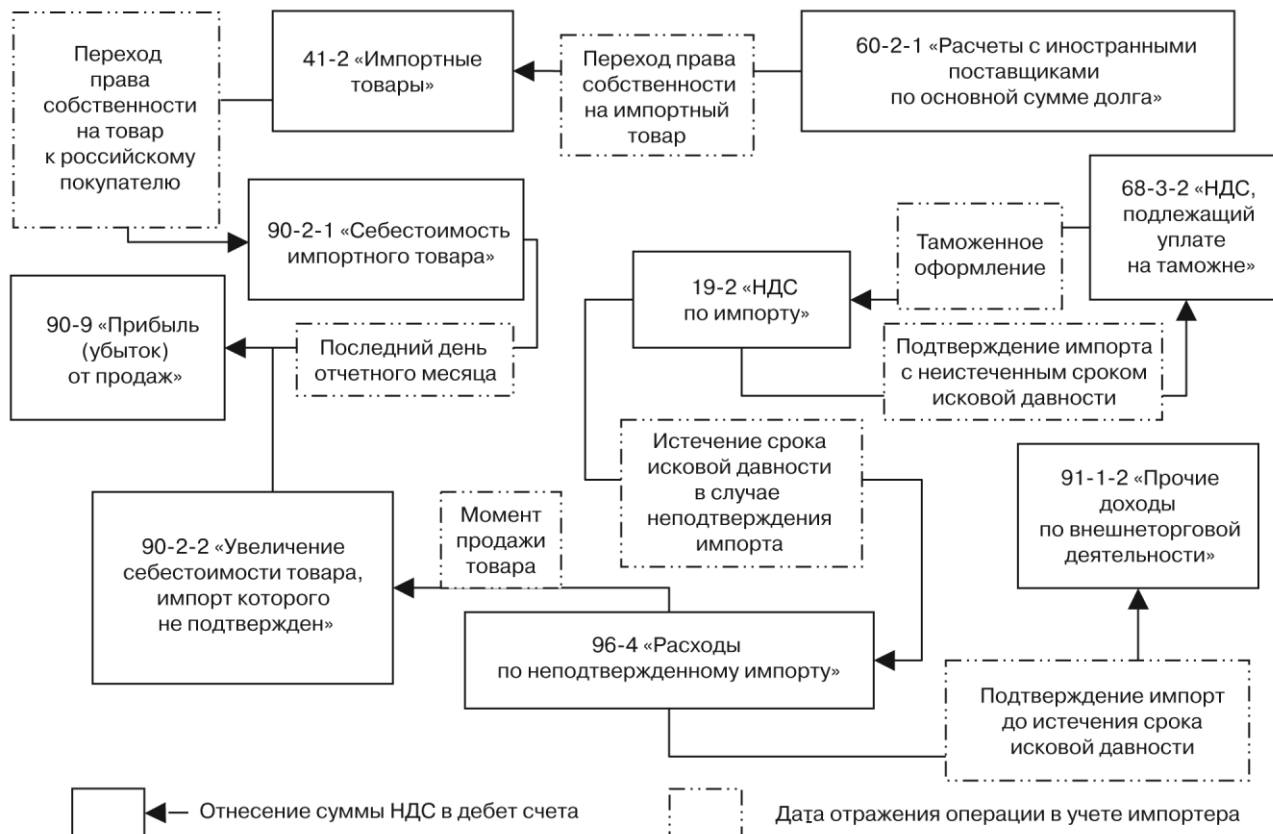 Переход
права
собственности
на товар
к российскому
покупателю
41-2 «Импортные
товары»
Переход права
собственности
на импортный
товар
60-2-1 «Расчеты с иностранными
поставщиками
по основной сумме долга»
90-2-1 «Себестоимость
импортного товара»
Таможенное
оформление
68-3-2 «НДС,
подлежащий
уплате
на таможне»
19-2 «НДС
по импорту»
90-9 «Прибыль
(убыток)
от продаж»
Последний день
отчетного месяца
Подтверждение импорта
с неистеченным сроком
исковой давности
Истечение срока
исковой давности
в случае
неподтверждения
импорта
91-1-2 «Прочие
доходы
по внешнеторговой
деятельности»
90-2-2 «Увеличение
себестоимости товара,
импорт которого
не подтвержден»
Момент
продажи
товара
96-4 «Расходы
по неподтвержденному импорту»
Подтверждение импорт
до истечения срока
исковой давности
Отнесение суммы НДС в дебет счета
Дата отражения операции в учете импортера